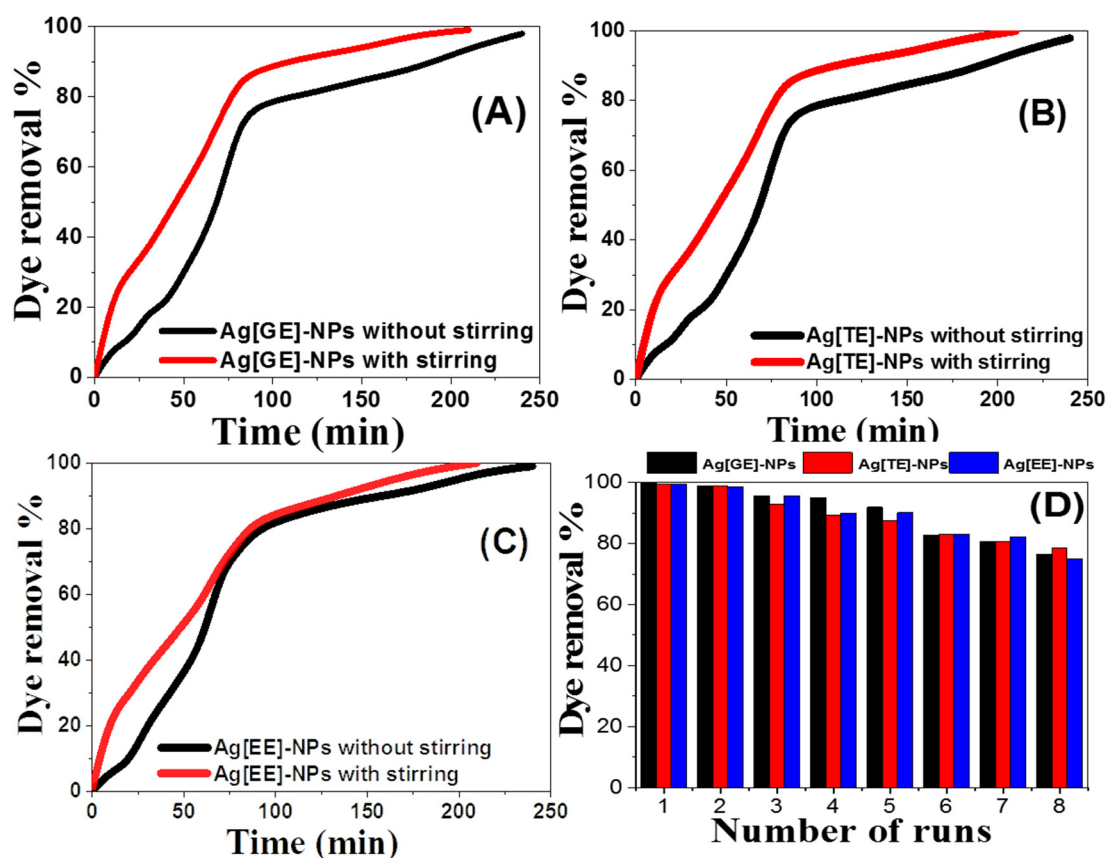 Dye removal %
100
80
60
40
20
0
(A)
Ag[GE]-NPs without stirring
Ag[GE]-NPs with stirring
0 50 100 150 200 250
Time (min)
Dye removal %
100
80
60
40
20
0
(B)
Ag[TE]-NPs without stirring
Ag[TE]-NPs with stirring
0 50 100 150 200 250
Time (min)
Dye removal %
100
80
60
40
20
0
(C)
Ag[EE]-NPs without stirring
Ag[EE]-NPs with stirring
0 50 100 150 200 250
Time (min)
Ag[GE]-NPs Ag[TE]-NPs Ag[EE]-NPs
Dye removal %
100
80
60
40
20
0
(D)
1 2 3 4 5 6 7 8
Number of runs